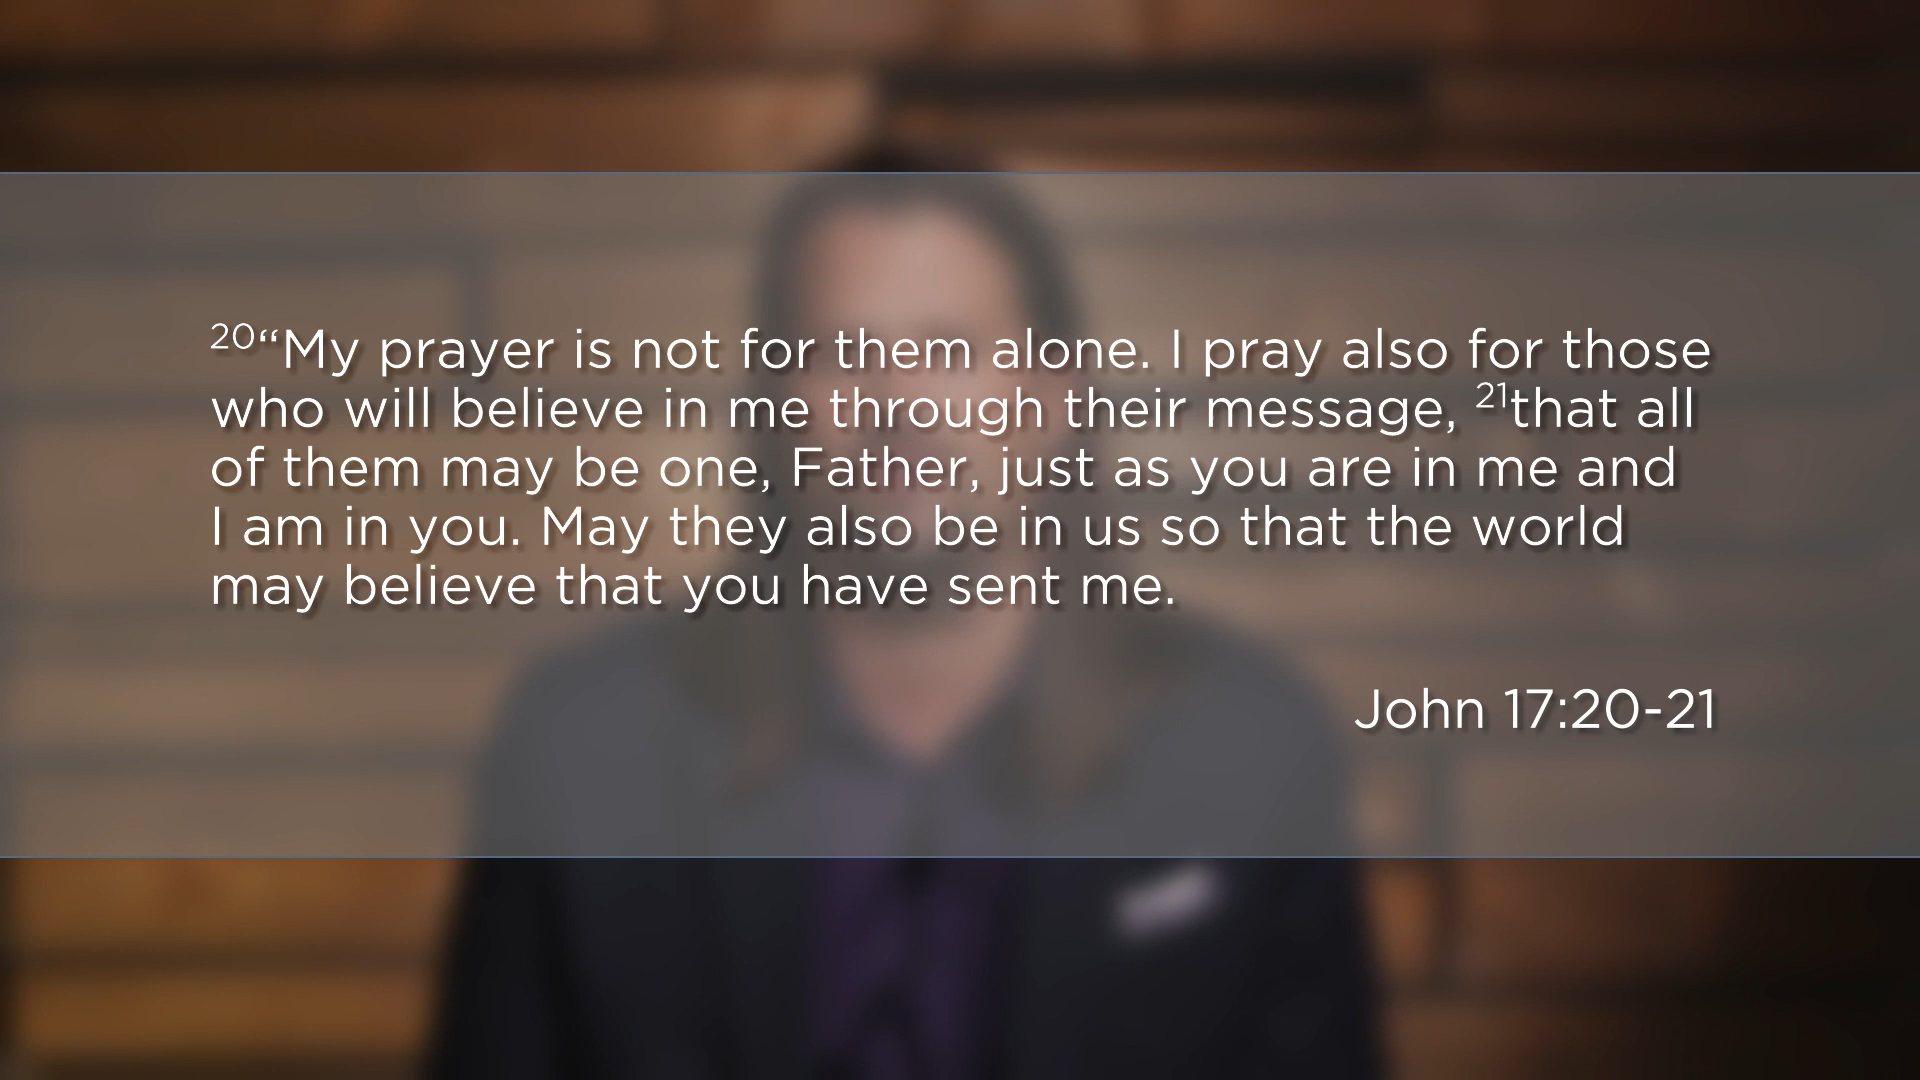 20“My prayer is not for them alone. I pray also for those
who will believe in me through their message, 21that all
of them may be one, Father, just as you are in me and
I am in you. May they also be in us so that the world
may believe that you have sent me.
John 17:20-21